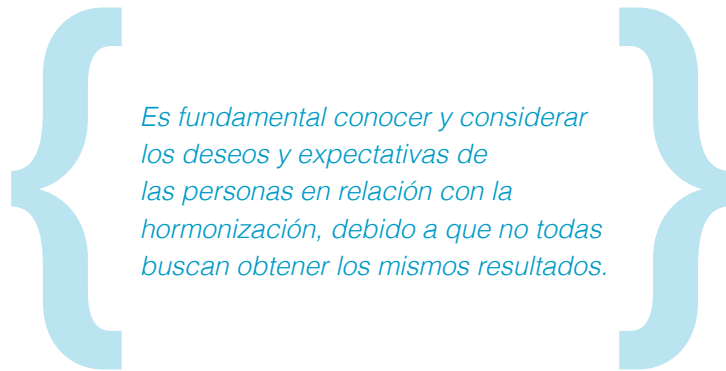 Es fundamental conocer y considerar
los deseos y expectativas de
las personas en relación con la
hormonización, debido a que no todas
buscan obtener los mismos resultados.